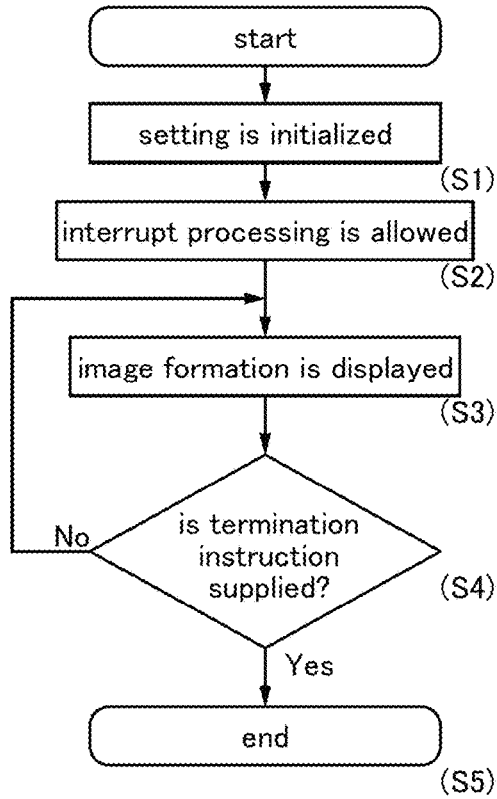 start
setting is initialized
(S1)
interrupt processing is allowed
(S2)
image formation is displayed
(S3)
is termination
instruction
supplied?
No
(S4)
Yes
end
(S5)